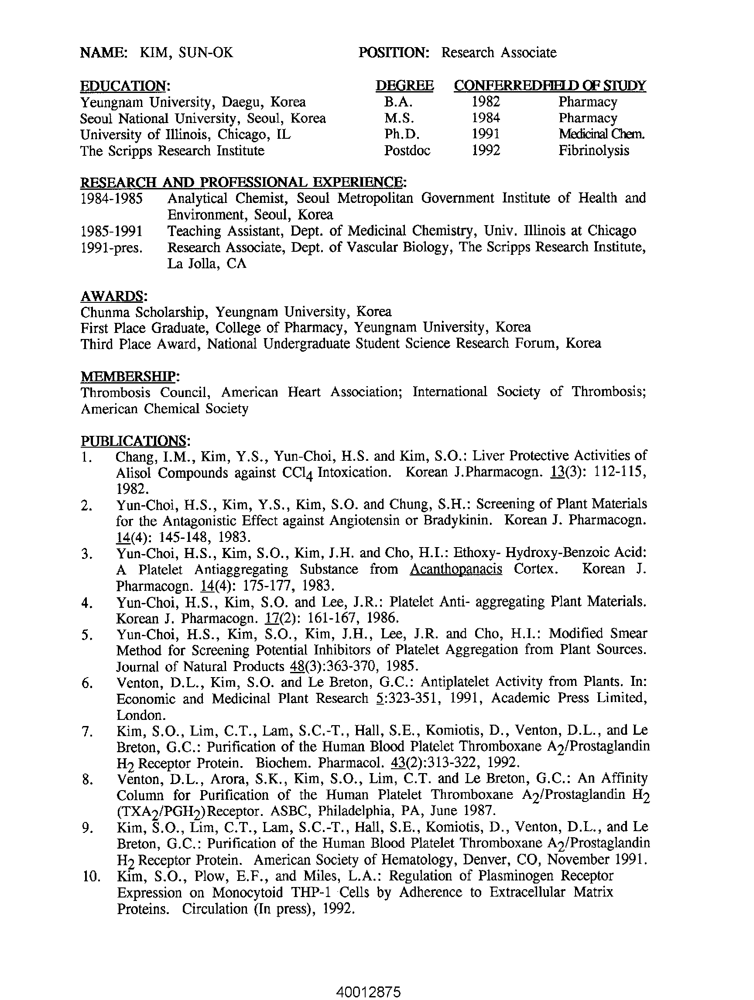 NAME: KIM, SUN-OK POSITION: Research Associate
EDUCATION: DEGREE CONFERRED FIELD OF STUDY
Yeungnam University, Daegu, Korea B.A. 1982 Pharmacy
Seoul National University, Seoul, Korea M.S. 1984 Pharmacy
University of Illinois, Chicago, IL Ph.D. 1991 Medicinal Chem.
The Scripps Research Institute Postdoc 1992 Fibrinolysis
RESEARCH AND PROFESSIONAL EXPERIENCE:
1984-1985 Analytical Chemist, Seoul Metropolitan Government Institute of Health and
Environment, Seoul, Korea
1985-1991 Teaching Assistant, Dept. of Medicinal Chemistry, Univ. Illinois at Chicago
1991-pres. Research Associate, Dept. of Vascular Biology, The Scripps Research Institute,
La Jolla, CA
AWARDS:
Chunma Scholarship, Yeungnam University, Korea
First Place Graduate, College of Pharmacy, Yeungnam University, Korea
Third Place Award, National Undergraduate Student Science Research Forum, Korea
MEMBERSHIP:
Thrombosis Council, American Heart Association; International Society of Thrombosis;
American Chemical Society
PUBLICATIONS:
1. Chang, I.M., Kim, Y.S., Yun-Choi, H.S. and Kim, S.O.: Liver Protective Activities of
Alisol Compounds against CCl4 Intoxication. Korean J.Pharmacogn. 13(3): 112-115,
1982.
2. Yun-Choi, H.S., Kim, Y.S., Kim, S.O. and Chung, S.H.: Screening of Plant Materials
for the Antagonistic Effect against Angiotensin or Bradykinin. Korean J. Pharmacogn.
14(4): 145-148, 1983.
3. Yun-Choi, H.S., Kim, S.O., Kim, J.H. and Cho, H.I.: Ethoxy- Hydroxy-Benzoic Acid:
A Platelet Antiaggregating Substance from Acanthopanacis Cortex. Korean J.
Pharmacogn. 14(4): 175-177, 1983.
4. Yun-Choi, H.S., Kim, S.O. and Lee, J.R.: Platelet Anti- aggregating Plant Materials.
Korean J. Pharmacogn. 17(2): 161-167, 1986.
5. Yun-Choi, H.S., Kim, S.O., Kim, J.H., Lee, J.R. and Cho, H.I.: Modified Smear
Method for Screening Potential Inhibitors of Platelet Aggregation from Plant Sources.
Journal of Natural Products 48(3):363-370, 1985.
6. Venton, D.L., Kim, S.O. and Le Breton, G.C.: Antiplatelet Activity from Plants. In:
Economic and Medicinal Plant Research 5:323-351, 1991, Academic Press Limited,
London.
7. Kim, S.O., Lim, C.T., Lam, S.C.-T., Hall, S.E., Komiotis, D., Venton, D.L., and Le
Breton, G.C.: Purification of the Human Blood Platelet Thromboxane A2/Prostaglandin
H2 Receptor Protein. Biochem. Pharmacol. 43(2):313-322, 1992.
8. Venton, D.L., Arora, S.K., Kim, S.O., Lim, C.T. and Le Breton, G.C.: An Affinity
Column for Purification of the Human Platelet Thromboxane A2/Prostaglandin H2
(TXA2/PGH2)Receptor. ASBC, Philadelphia, PA, June 1987.
9. Kim, S.O., Lim, C.T., Lam, S.C.-T., Hall, S.E., Komiotis, D., Venton, D.L., and Le
Breton, G.C.: Purification of the Human Blood Platelet Thromboxane A2/Prostaglandin
H2 Receptor Protein. American Society of Hematology, Denver, CO, November 1991.
10. Kim, S.O., Plow, E.F., and Miles, L.A.: Regulation of Plasminogen Receptor
Expression on Monocytoid THP-1 Cells by Adherence to Extracellular Matrix
Proteins. Circulation (In press), 1992.
40012875